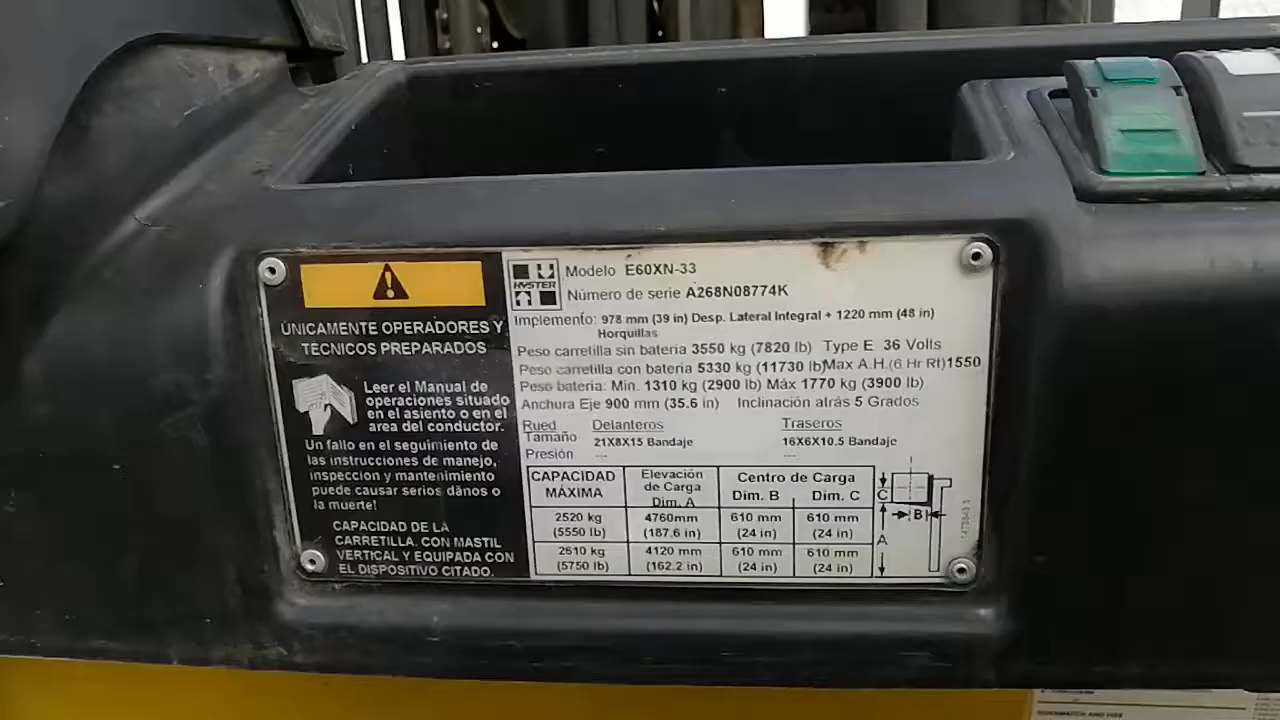 ÚNICAMENTE OPERADORES Y
TÉCNICOS PREPARADOS
Leer el Manual de
operaciones situado
en el asiento o en el
area del conductor.
Un fallo en el seguimiento de
las instrucciones de manejo,
inspeccion y mantenimiento
puede causar serios daños o
la muerte!
CAPACIDAD DE LA
CARRETILLA. CON MASTIL
VERTICAL Y EQUIPADA CON
EL DISPOSITIVO CITADO.
HYSTER
Modelo E60XN-33
Número de serie A268N08774K
Implemento: 978 mm (39 in) Desp. Lateral Integral + 1220 mm (48 in)
Horquillas
Peso carretilla sin bateria 3550 kg (7820 lb) Type E 36 Volts
Peso carretilla con bateria 5330 kg (11730 lb) Max A.H.(6 Hr Rt) 1550
Peso bateria: Min. 1310 kg (2900 lb) Máx 1770 kg (3900 lb)
Anchura Eje 900 mm (35.6 in) Inclinación atrás 5 Grados
Rued Delanteros Traseros
Tamaño 21X8X15 Bandaje 16X6X10.5 Bandaje
Presión --- ---
CAPACIDAD MÁXIMA Elevación de Carga Dim. A Centro de Carga
Dim. B Dim. C
2520 kg 4760mm 610 mm 610 mm
(5550 lb) (187.6 in) (24 in) (24 in)
2610 kg 4120 mm 610 mm 610 mm
(5750 lb) (162.2 in) (24 in) (24 in)
C
B
A